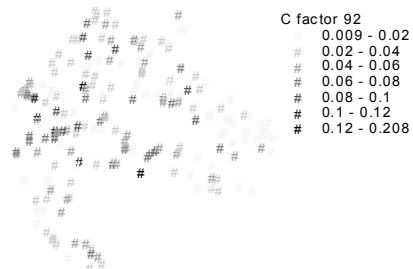 C factor 92
# 0.009 - 0.02
# 0.02 - 0.04
# 0.04 - 0.06
# 0.06 - 0.08
# 0.08 - 0.1
# 0.1 - 0.12
# 0.12 - 0.208